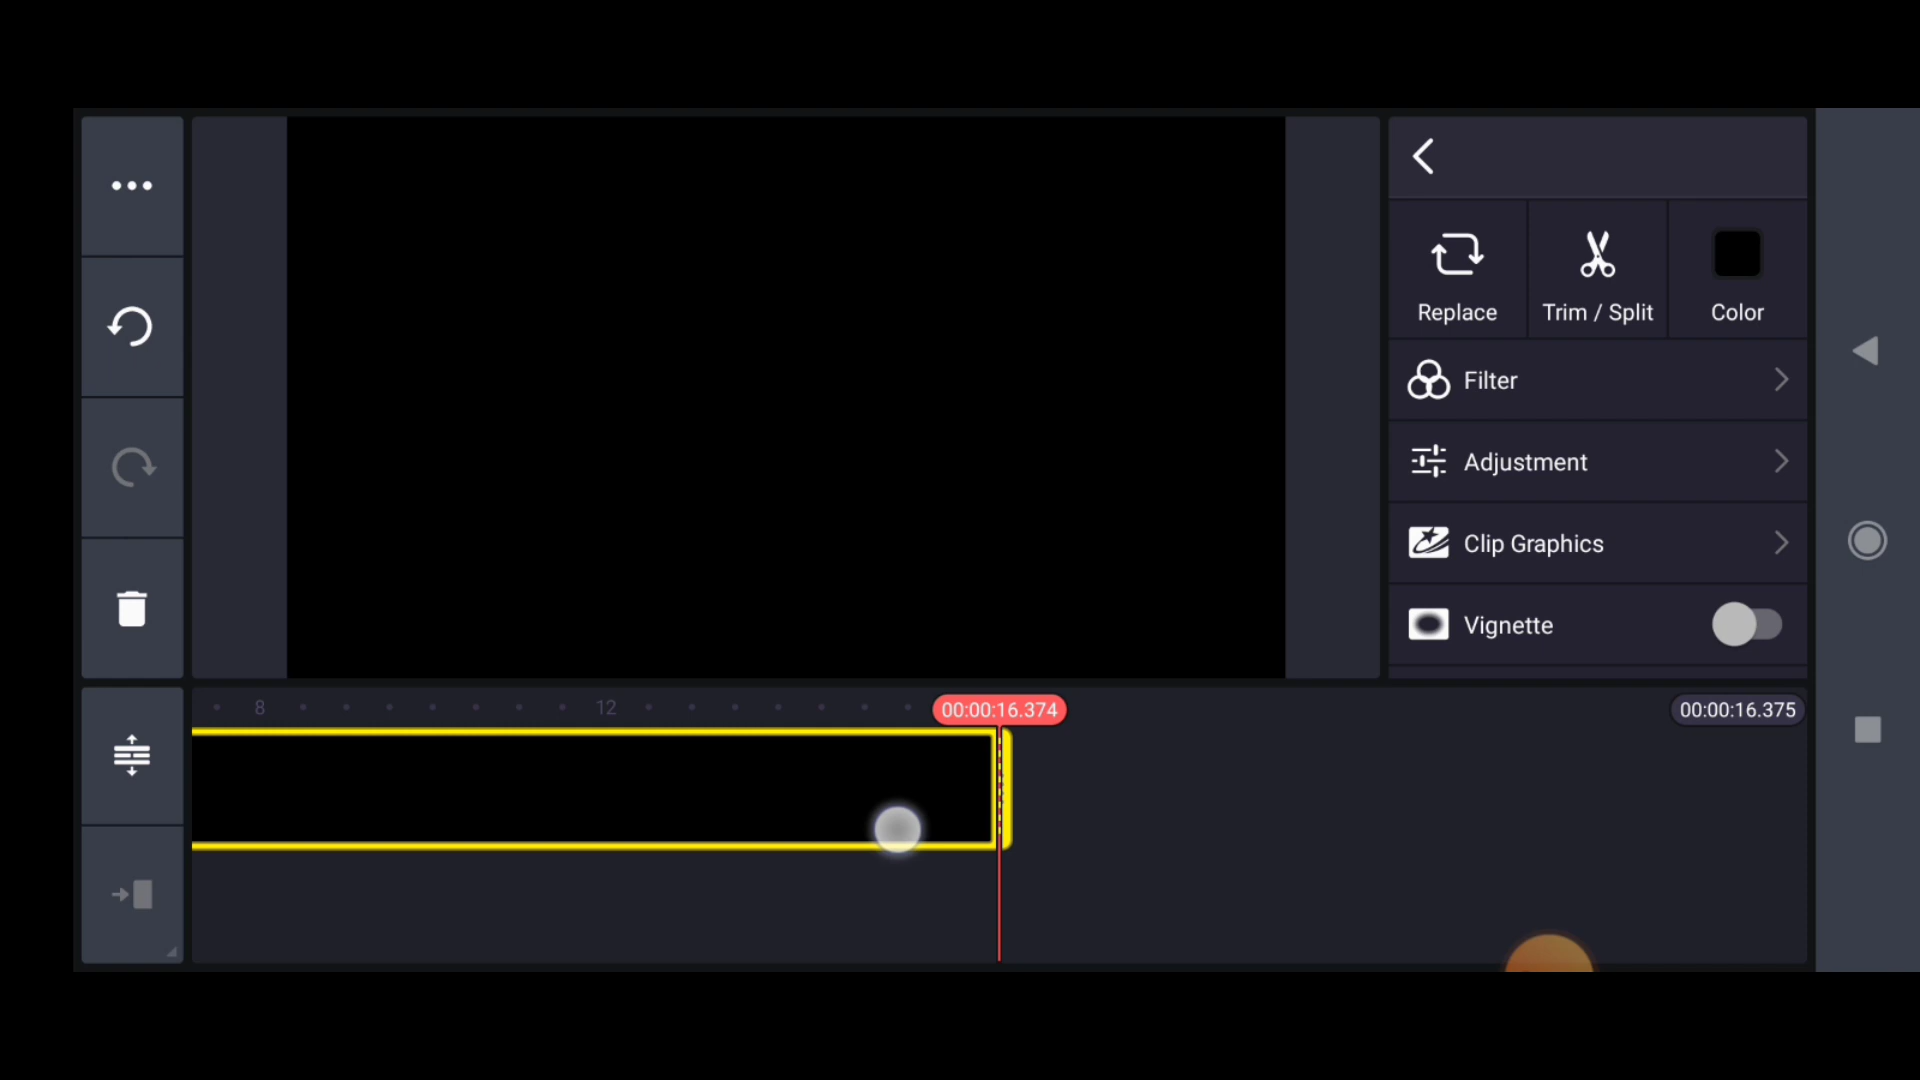 Replace
Trim / Split
Color
Filter
Adjustment
Clip Graphics
Vignette
8
12
00:00:16.374
00:00:16.375